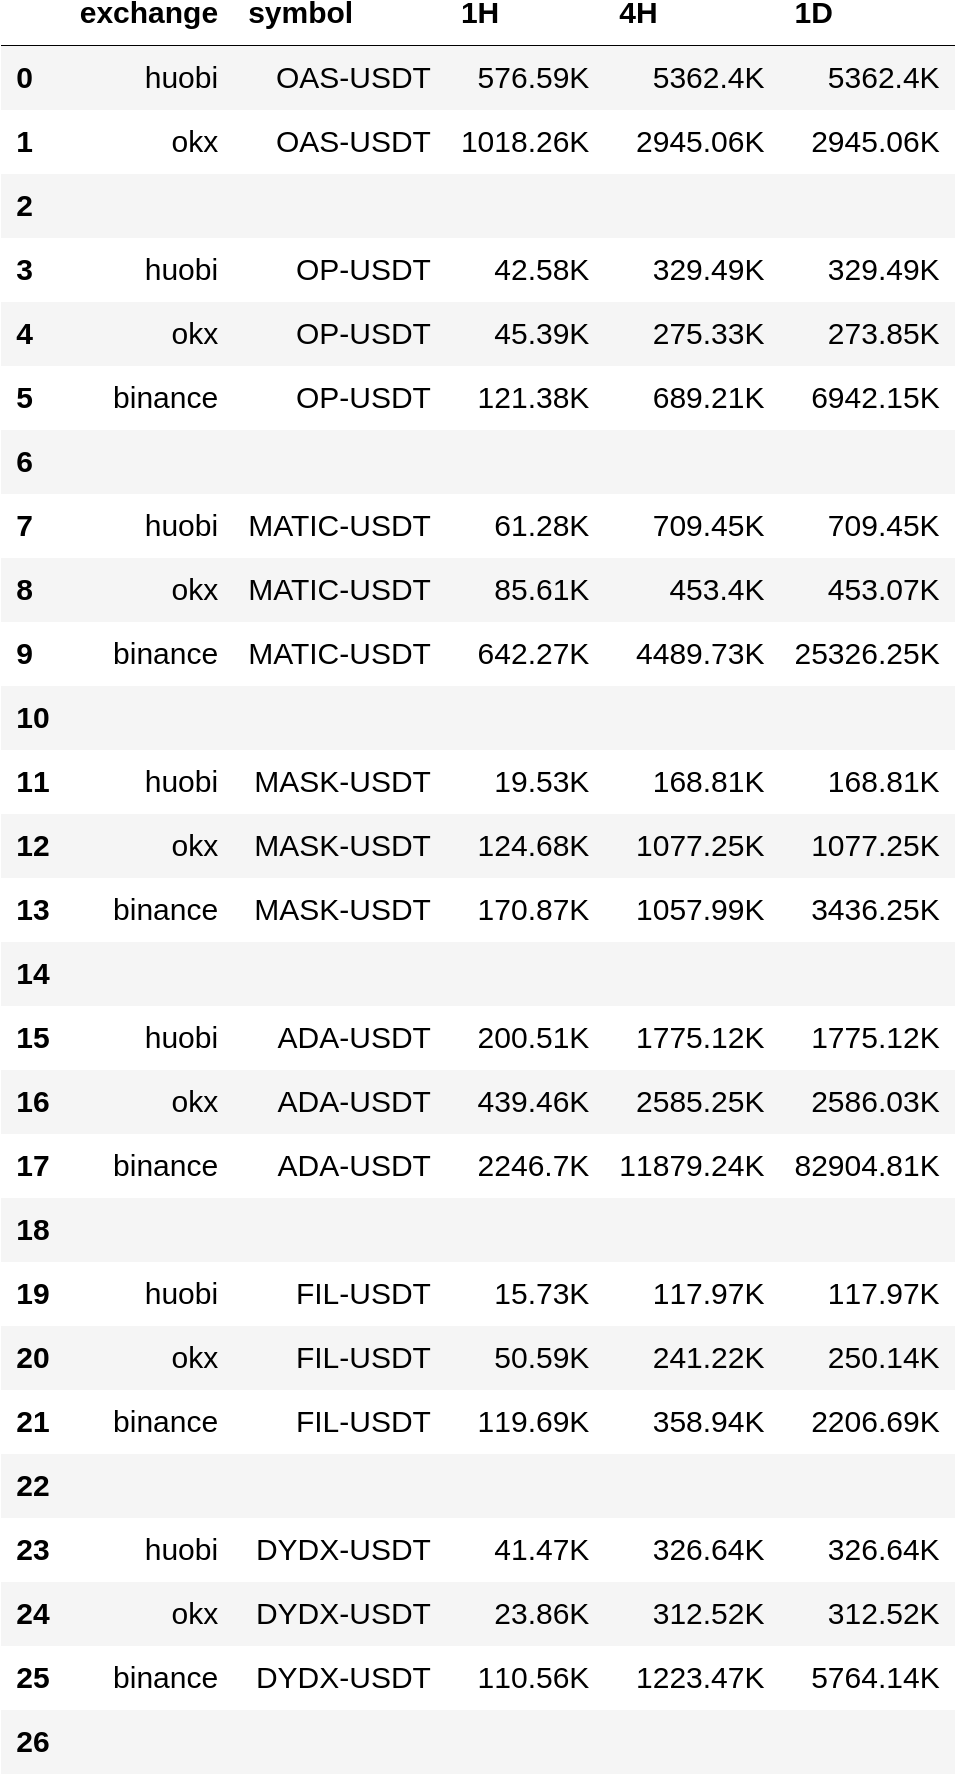 exchange symbol 1H 4H 1D
0 huobi OAS-USDT 576.59K 5362.4K 5362.4K
1 okx OAS-USDT 1018.26K 2945.06K 2945.06K
2
3 huobi OP-USDT 42.58K 329.49K 329.49K
4 okx OP-USDT 45.39K 275.33K 273.85K
5 binance OP-USDT 121.38K 689.21K 6942.15K
6
7 huobi MATIC-USDT 61.28K 709.45K 709.45K
8 okx MATIC-USDT 85.61K 453.4K 453.07K
9 binance MATIC-USDT 642.27K 4489.73K 25326.25K
10
11 huobi MASK-USDT 19.53K 168.81K 168.81K
12 okx MASK-USDT 124.68K 1077.25K 1077.25K
13 binance MASK-USDT 170.87K 1057.99K 3436.25K
14
15 huobi ADA-USDT 200.51K 1775.12K 1775.12K
16 okx ADA-USDT 439.46K 2585.25K 2586.03K
17 binance ADA-USDT 2246.7K 11879.24K 82904.81K
18
19 huobi FIL-USDT 15.73K 117.97K 117.97K
20 okx FIL-USDT 50.59K 241.22K 250.14K
21 binance FIL-USDT 119.69K 358.94K 2206.69K
22
23 huobi DYDX-USDT 41.47K 326.64K 326.64K
24 okx DYDX-USDT 23.86K 312.52K 312.52K
25 binance DYDX-USDT 110.56K 1223.47K 5764.14K
26